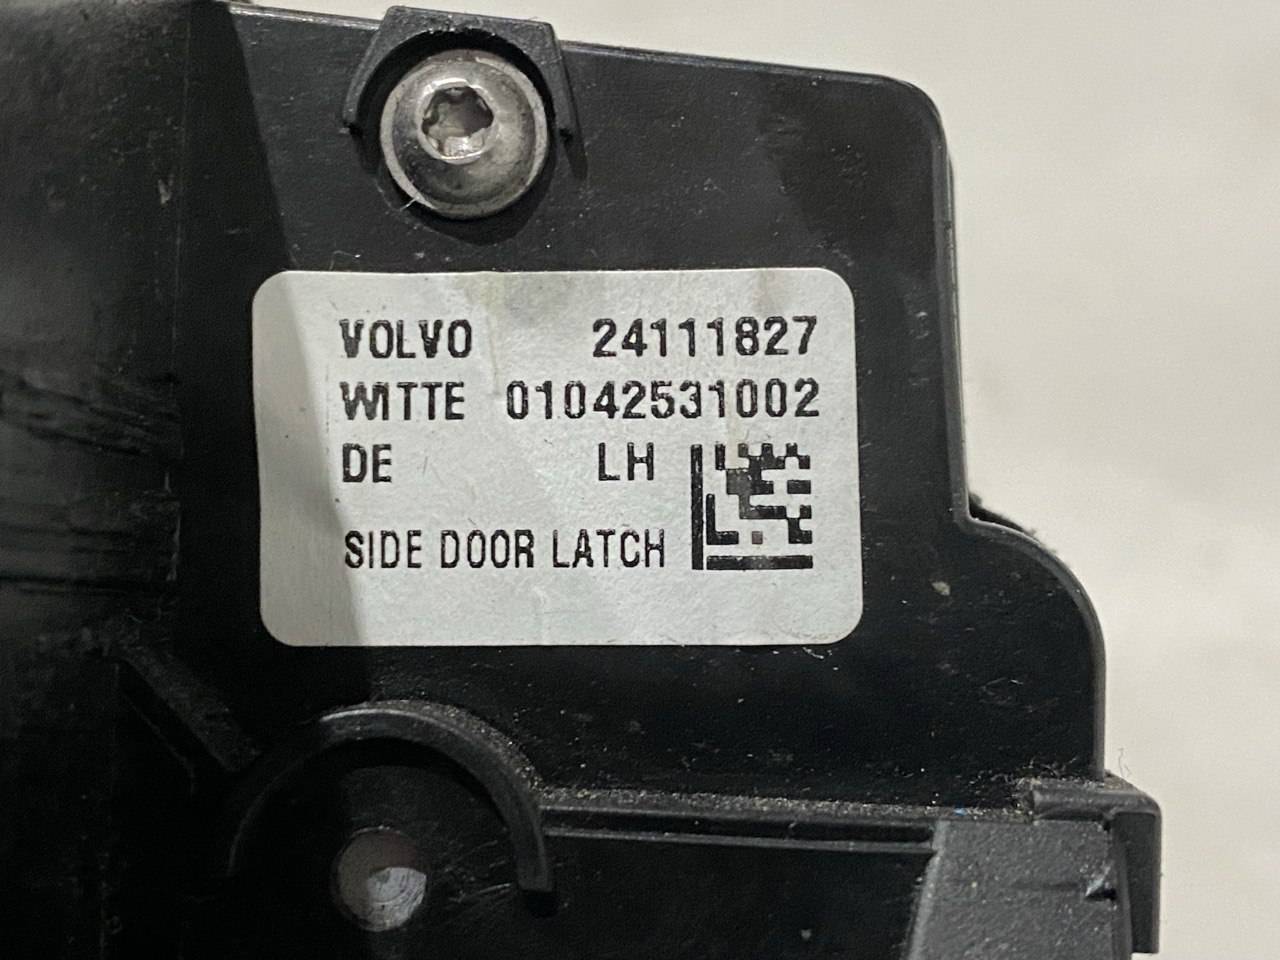 VOLVO 24111827
WITTE 01042531002
DE LH
SIDE DOOR LATCH